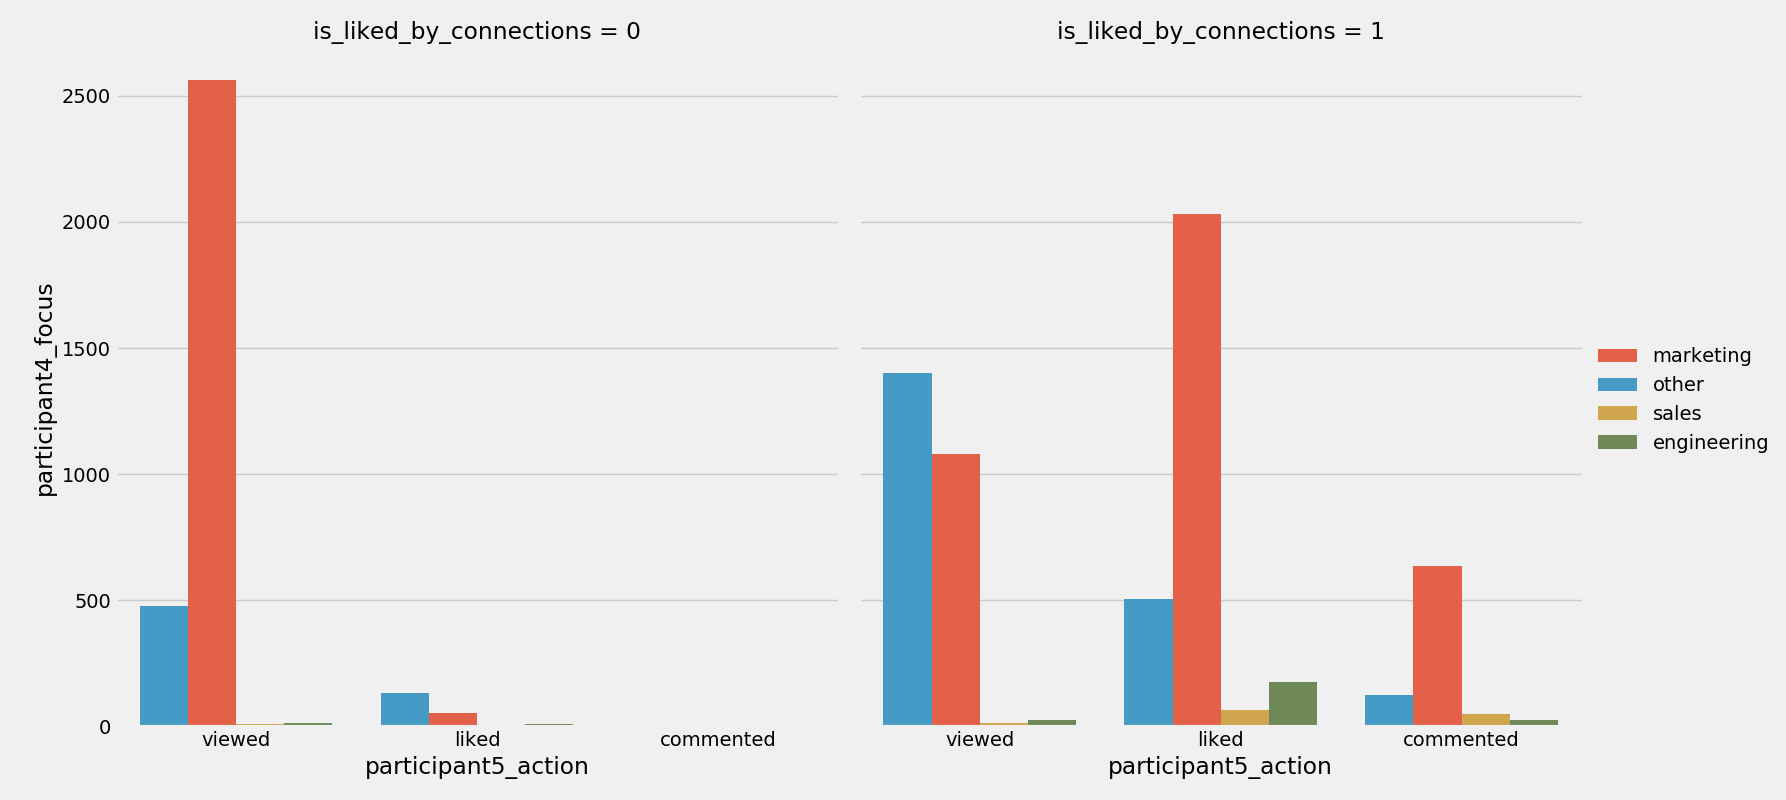 is_liked_by_connections = 0
is_liked_by_connections = 1
participant4_focus
2500
2000
1500
1000
500
0
viewed
liked
commented
participant5_action
viewed
liked
commented
participant5_action
marketing
other
sales
engineering